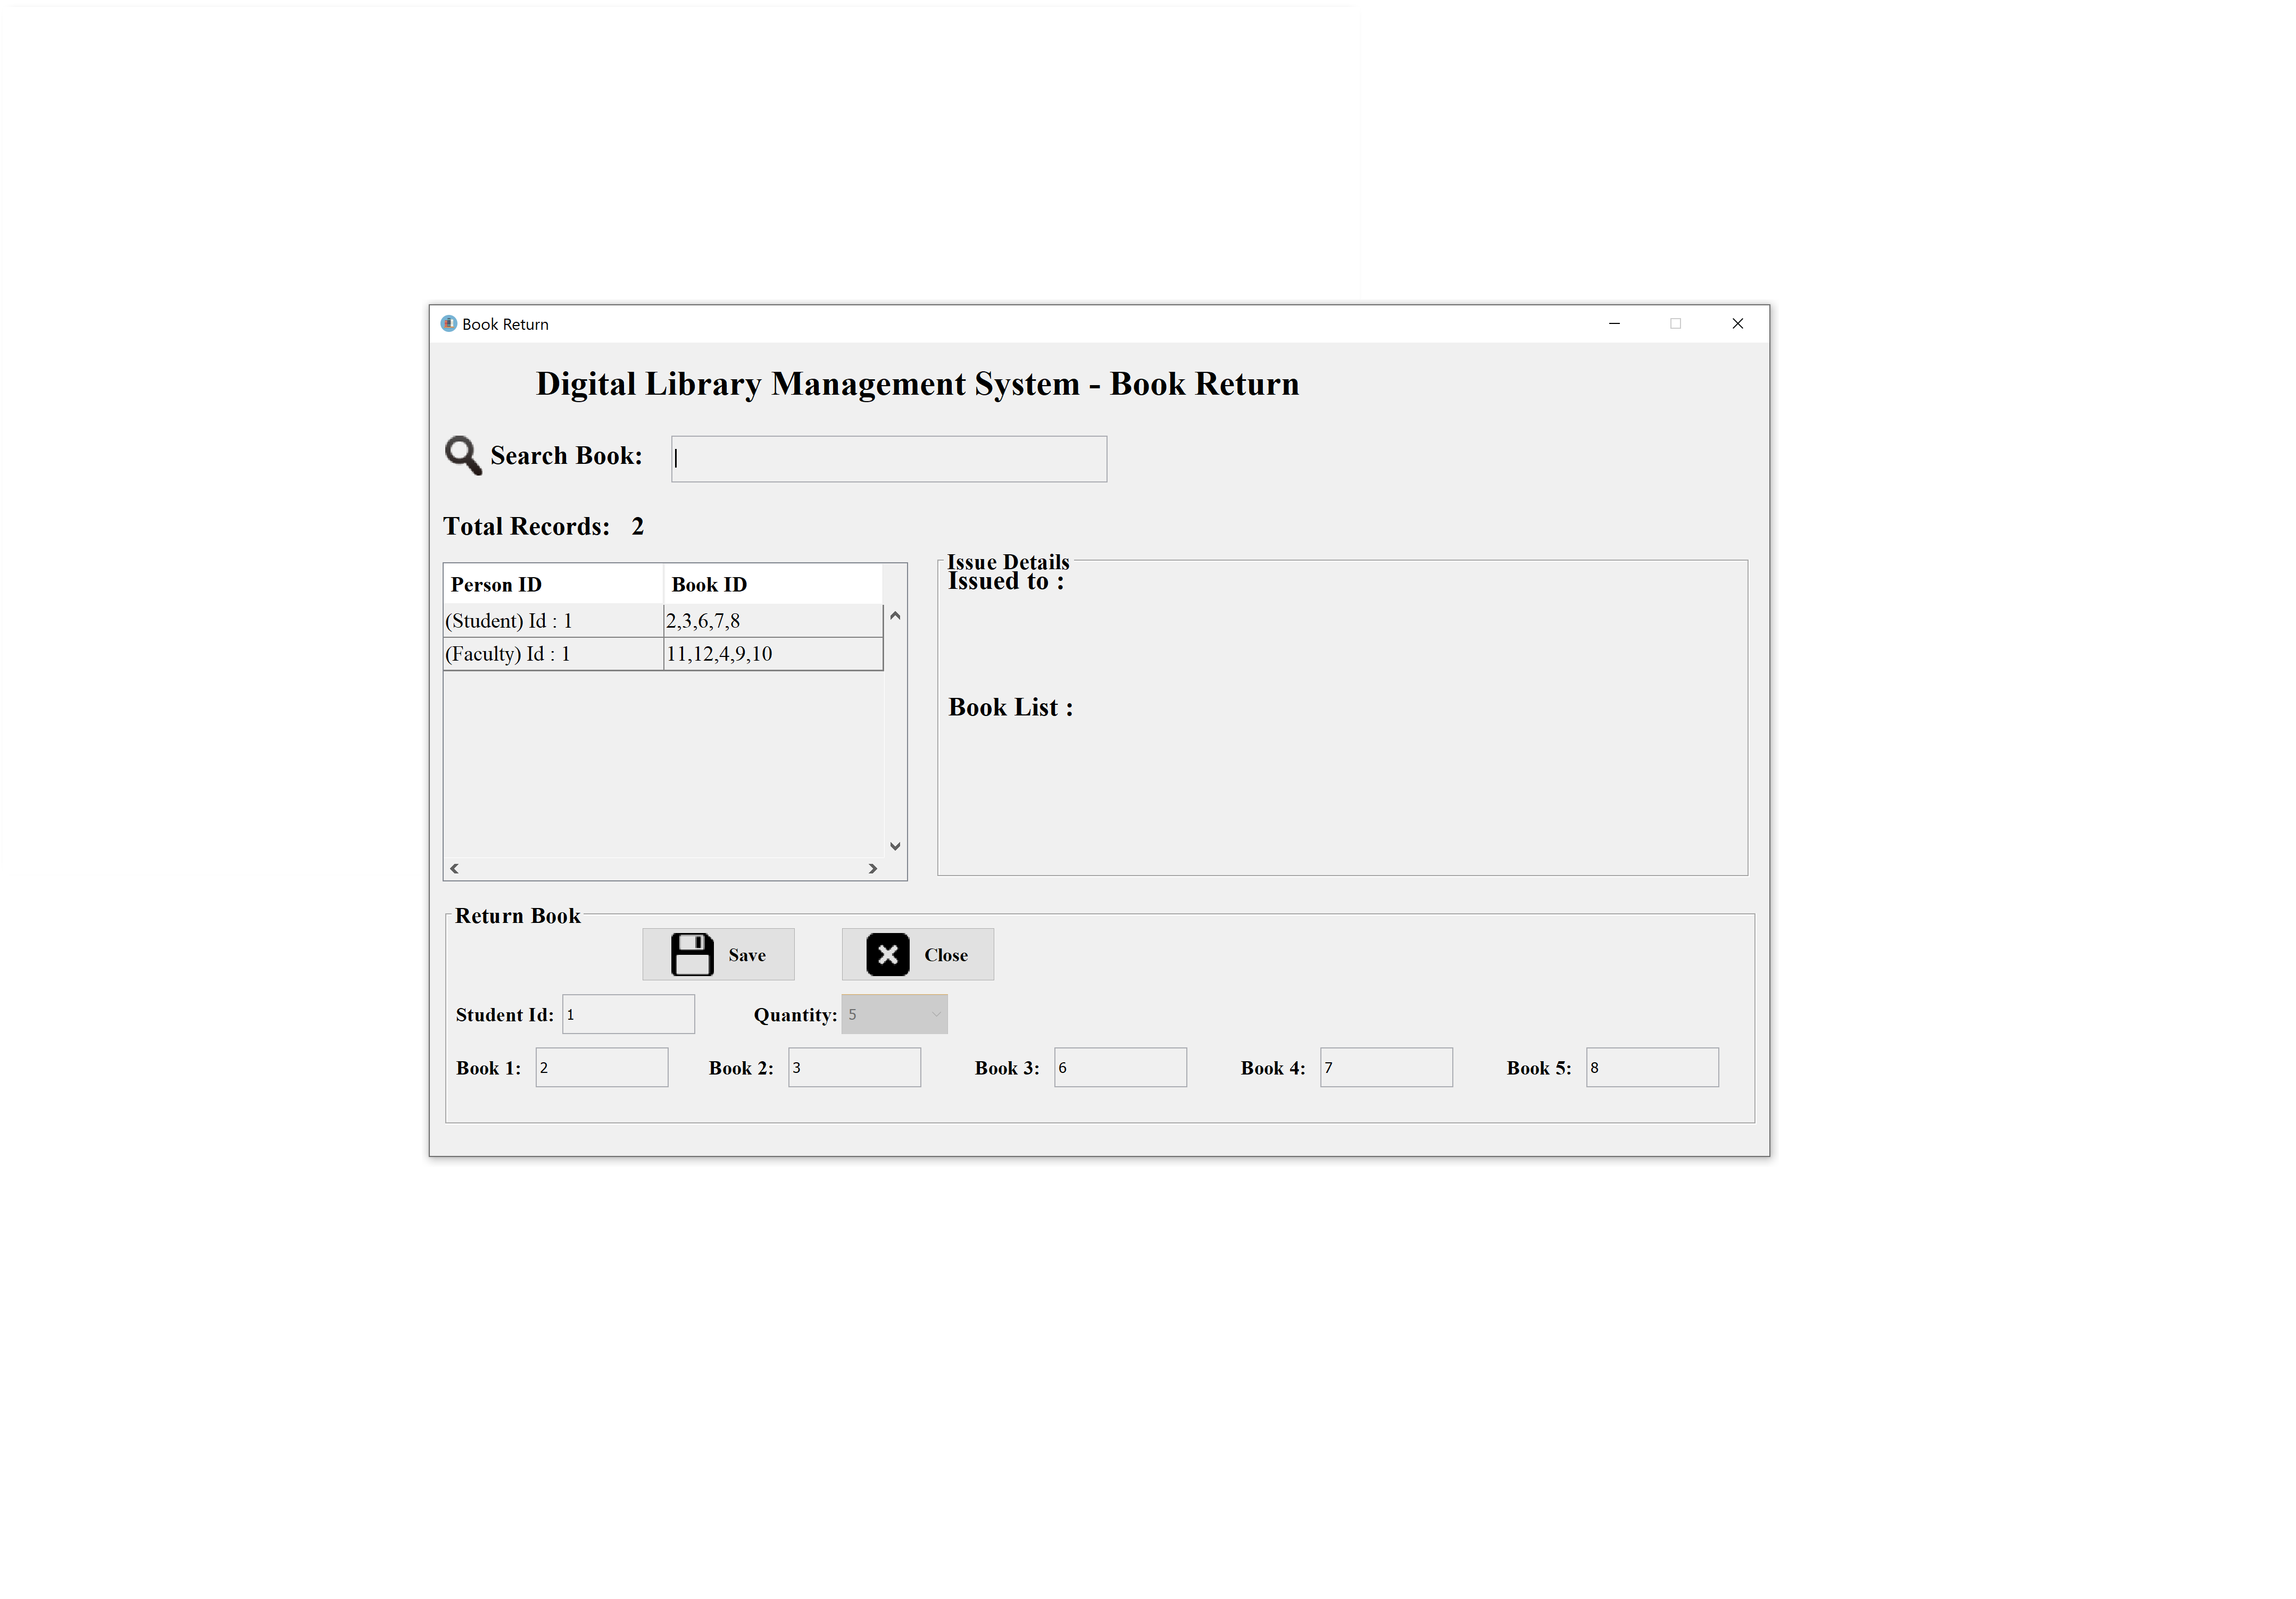 Book Return
Digital Library Management System - Book Return
Search Book:
Total Records: 2
Person ID Book ID
(Student) Id : 1 2,3,6,7,8
(Faculty) Id : 1 11,12,4,9,10
Issue Details
Issued to :
Book List :
Return Book
Save Close
Student Id: 1 Quantity: 5
Book 1: 2 Book 2: 3 Book 3: 6 Book 4: 7 Book 5: 8